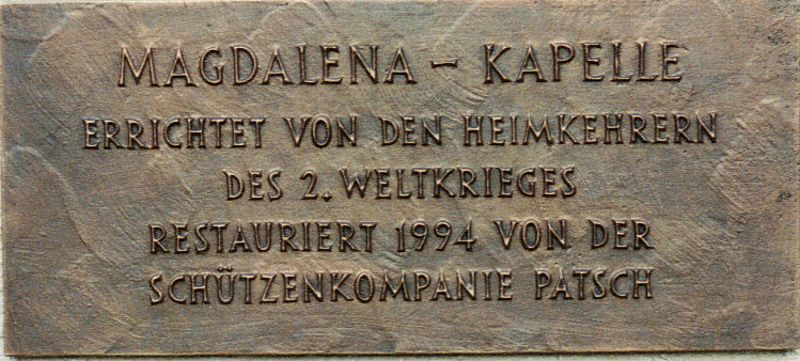 MAGDALENA – KAPELLE
ERRICHTET VON DEN HEIMKEHRERN
DES 2. WELTKRIEGES
RESTAURIERT 1994 VON DER
SCHÜTZENKOMPANIE PATSCH